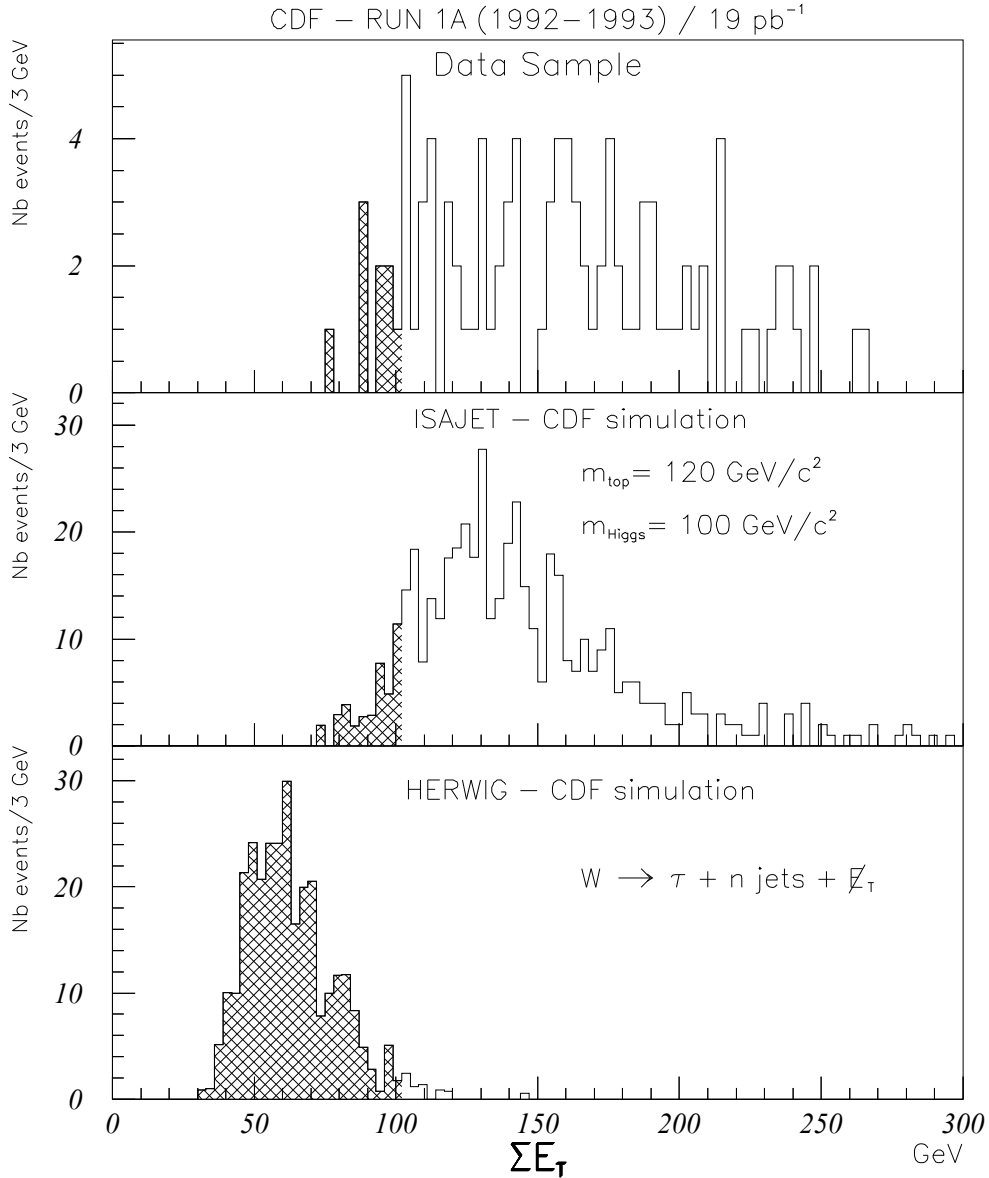 CDF – RUN 1A (1992–1993) / 19 pb⁻¹
Data Sample
Nb events/3 GeV
4
2
0
ISAJET – CDF simulation
m_top= 120 GeV/c²
m_Higgs= 100 GeV/c²
Nb events/3 GeV
30
20
10
0
HERWIG – CDF simulation
W → τ + n jets + E̸_T
Nb events/3 GeV
30
20
10
0
0 50 100 150 200 250 300
ΣE_T
GeV